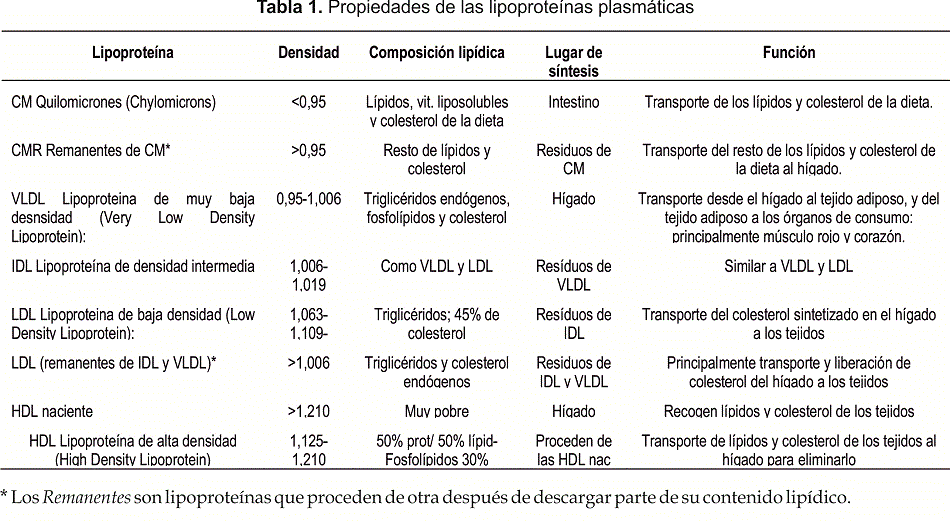 Tabla 1. Propiedades de las lipoproteínas plasmáticas
Lipoproteína Densidad Composición lipídica Lugar de síntesis Función
CM Quilomicrones (Chylomicrons) <0,95 Lípidos, vit. liposolubles Intestino Transporte de los lípidos y colesterol de la dieta.
y colesterol de la dieta
CMR Remanentes de CM* >0,95 Resto de lípidos y Residuos de Transporte del resto de los lípidos y colesterol de
colesterol CM la dieta al hígado.
VLDL Lipoproteina de muy baja 0,95-1,006 Triglicéridos endógenos, Hígado Transporte desde el hígado al tejido adiposo, y del
desnsidad (Very Low Density fosfolípidos y colesterol tejido adiposo a los órganos de consumo:
Lipoprotein): principalmente músculo rojo y corazón.
IDL Lipoproteína de densidad intermedia 1,006- Como VLDL y LDL Resíduos de Similar a VLDL y LDL
1,019 VLDL
LDL Lipoproteina de baja densidad (Low 1,063- Triglicéridos; 45% de Resíduos de Transporte del colesterol sintetizado en el hígado
Density Lipoprotein): 1,109- colesterol IDL a los tejidos
LDL (remanentes de IDL y VLDL)* >1,006 Triglicéridos y colesterol Residuos de Principalmente transporte y liberación de
endógenos IDL y VLDL colesterol del hígado a los tejidos
HDL naciente >1,210 Muy pobre Hígado Recogen lípidos y colesterol de los tejidos
HDL Lipoproteína de alta densidad 1,125- 50% prot/ 50% lípid- Proceden de Transporte de lípidos y colesterol de los tejidos al
(High Density Lipoprotein) 1,210 Fosfolípidos 30% las HDL nac hígado para eliminarlo
* Los Remanentes son lipoproteínas que proceden de otra después de descargar parte de su contenido lipídico.